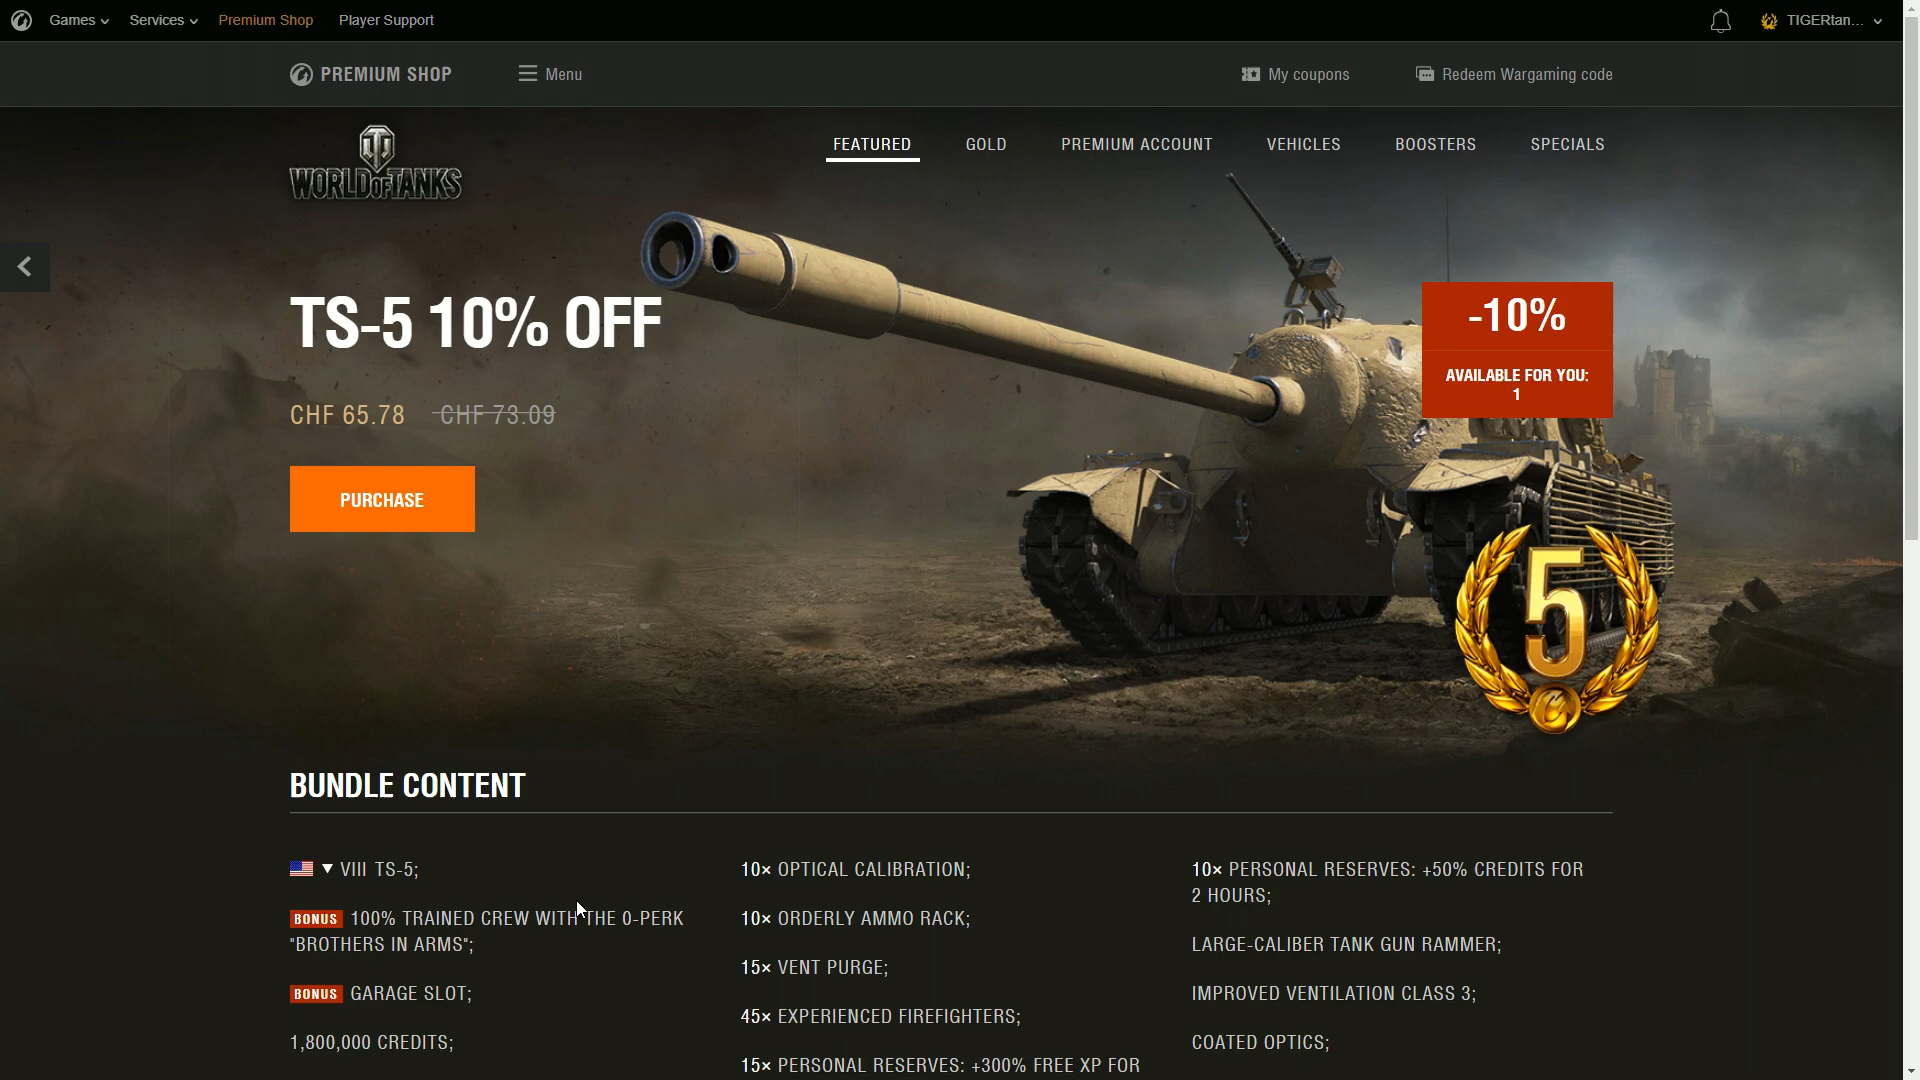 Games
Services
Premium Shop
Player Support
TIGERtan...
PREMIUM SHOP
Menu
My coupons
Redeem Wargaming code
WORLD OF TANKS
FEATURED
GOLD
PREMIUM ACCOUNT
VEHICLES
BOOSTERS
SPECIALS
TS-5 10% OFF
CHF 65.78 CHF 73.09
PURCHASE
-10%
AVAILABLE FOR YOU:
1
5
BUNDLE CONTENT
VIII TS-5;
BONUS 100% TRAINED CREW WITH THE 0-PERK
"BROTHERS IN ARMS";
BONUS GARAGE SLOT;
1,800,000 CREDITS;
10× OPTICAL CALIBRATION;
10× ORDERLY AMMO RACK;
15× VENT PURGE;
45× EXPERIENCED FIREFIGHTERS;
15× PERSONAL RESERVES: +300% FREE XP FOR
10× PERSONAL RESERVES: +50% CREDITS FOR
2 HOURS;
LARGE-CALIBER TANK GUN RAMMER;
IMPROVED VENTILATION CLASS 3;
COATED OPTICS;